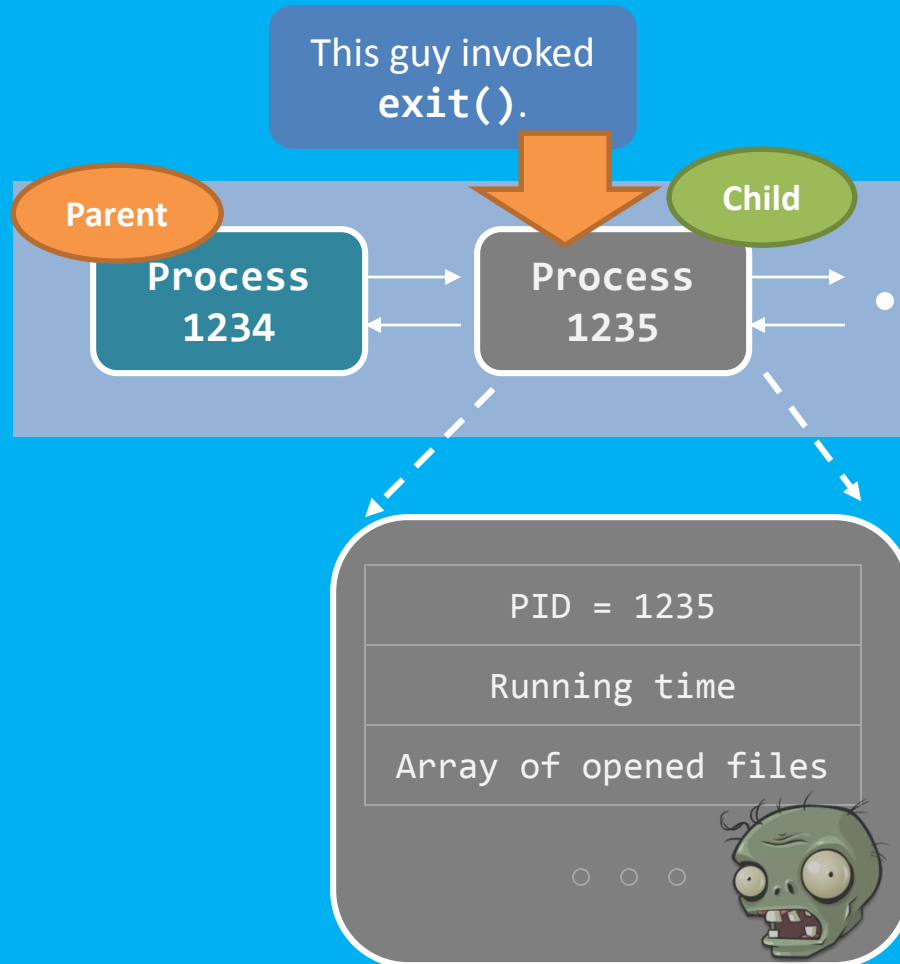 This guy invoked
exit().
Parent
Child
Process
1234
Process
1235
PID = 1235
Running time
Array of opened files